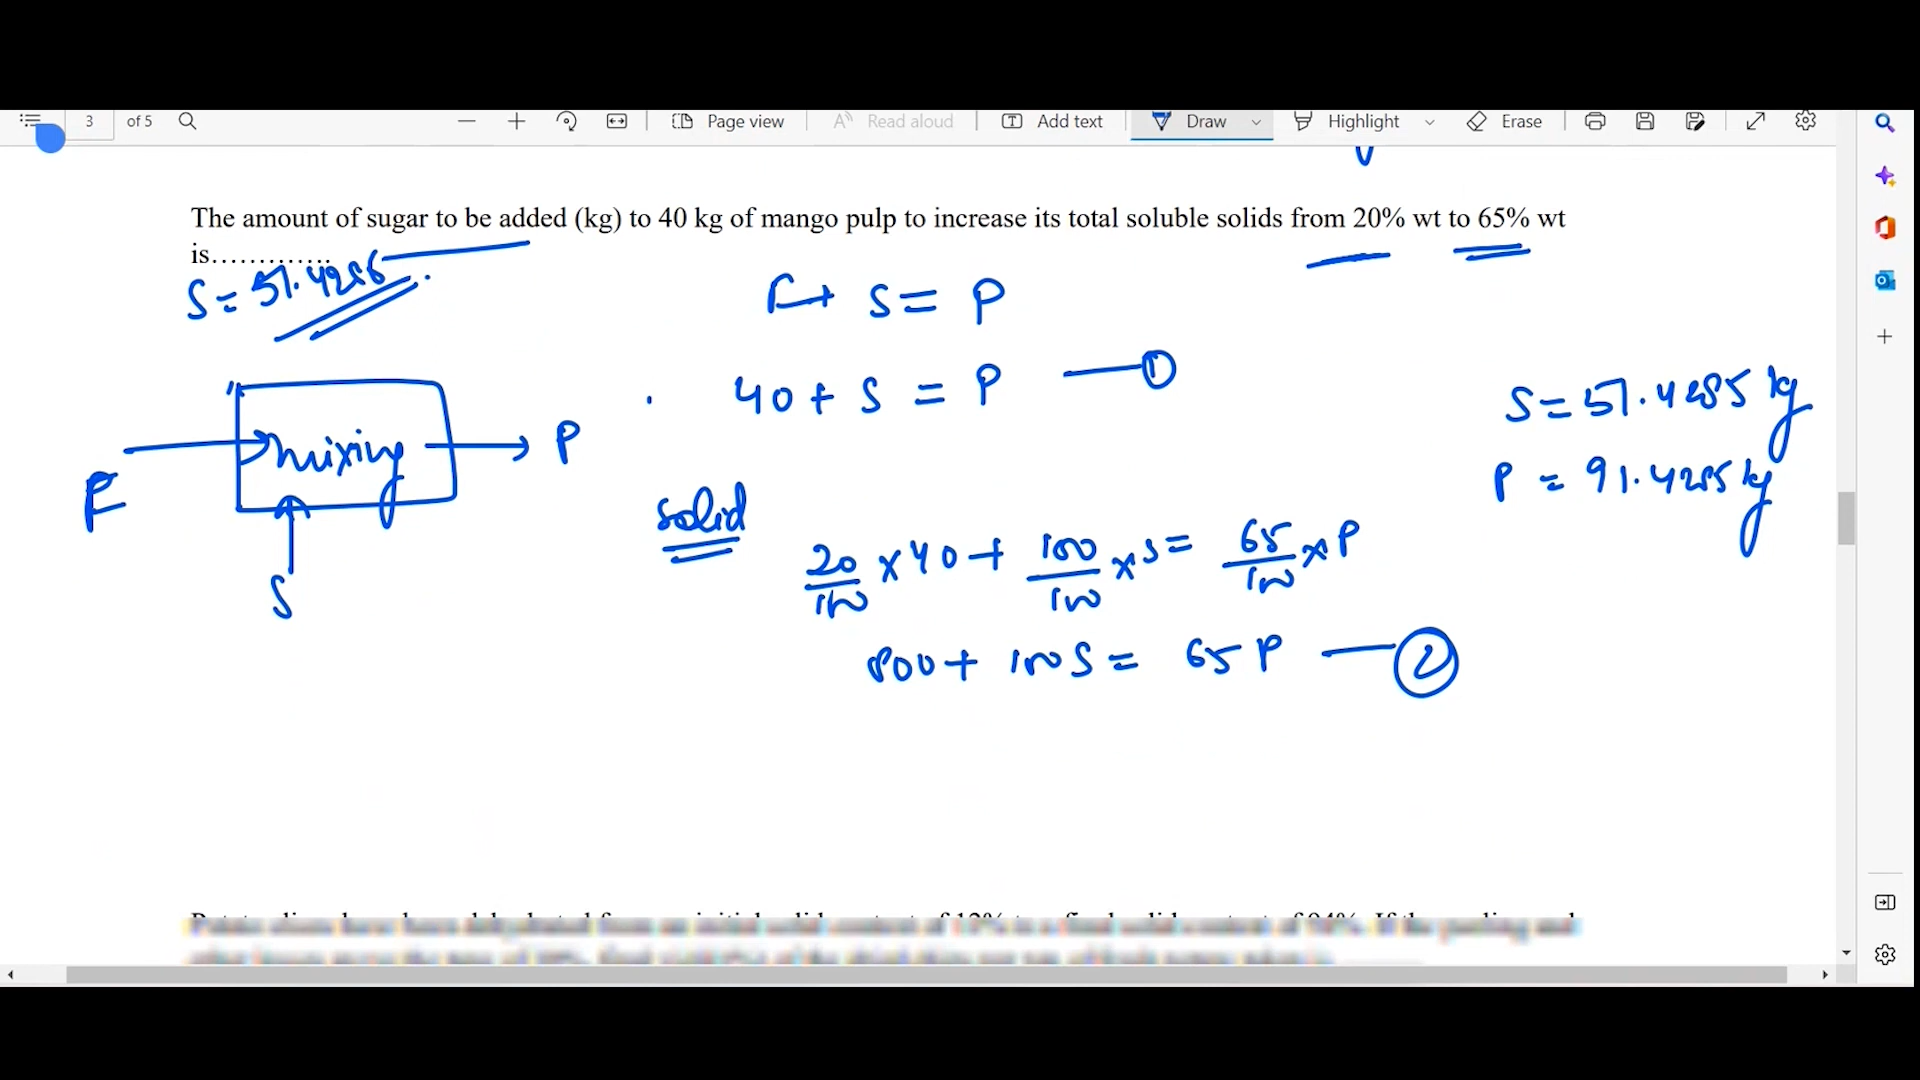 3 of 5 Page view Read aloud Add text Draw Highlight Erase
The amount of sugar to be added (kg) to 40 kg of mango pulp to increase its total soluble solids from 20% wt to 65% wt
is.............
S = 51.4286
F + S = P
40 + S = P — ①
S = 51.4285 kg
P = 91.4285 kg
mixing
P
F
S
solid
20/100 × 40 + 100/100 × S = 65/100 × P
800 + 100 S = 65 P — ②